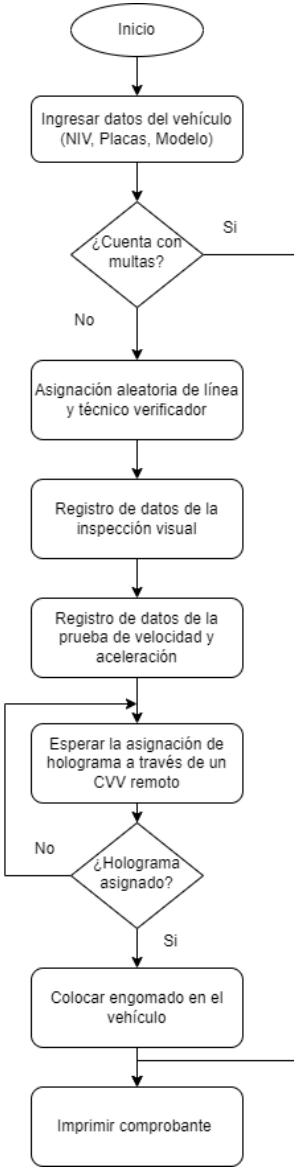 Inicio
Ingresar datos del vehículo
(NIV, Placas, Modelo)
¿Cuenta con
multas?
Si
No
Asignación aleatoria de línea
y técnico verificador
Registro de datos de la
inspección visual
Registro de datos de la
prueba de velocidad y
aceleración
Esperar la asignación de
holograma a través de un
CVV remoto
No
¿Holograma
asignado?
Si
Colocar engomado en el
vehículo
Imprimir comprobante